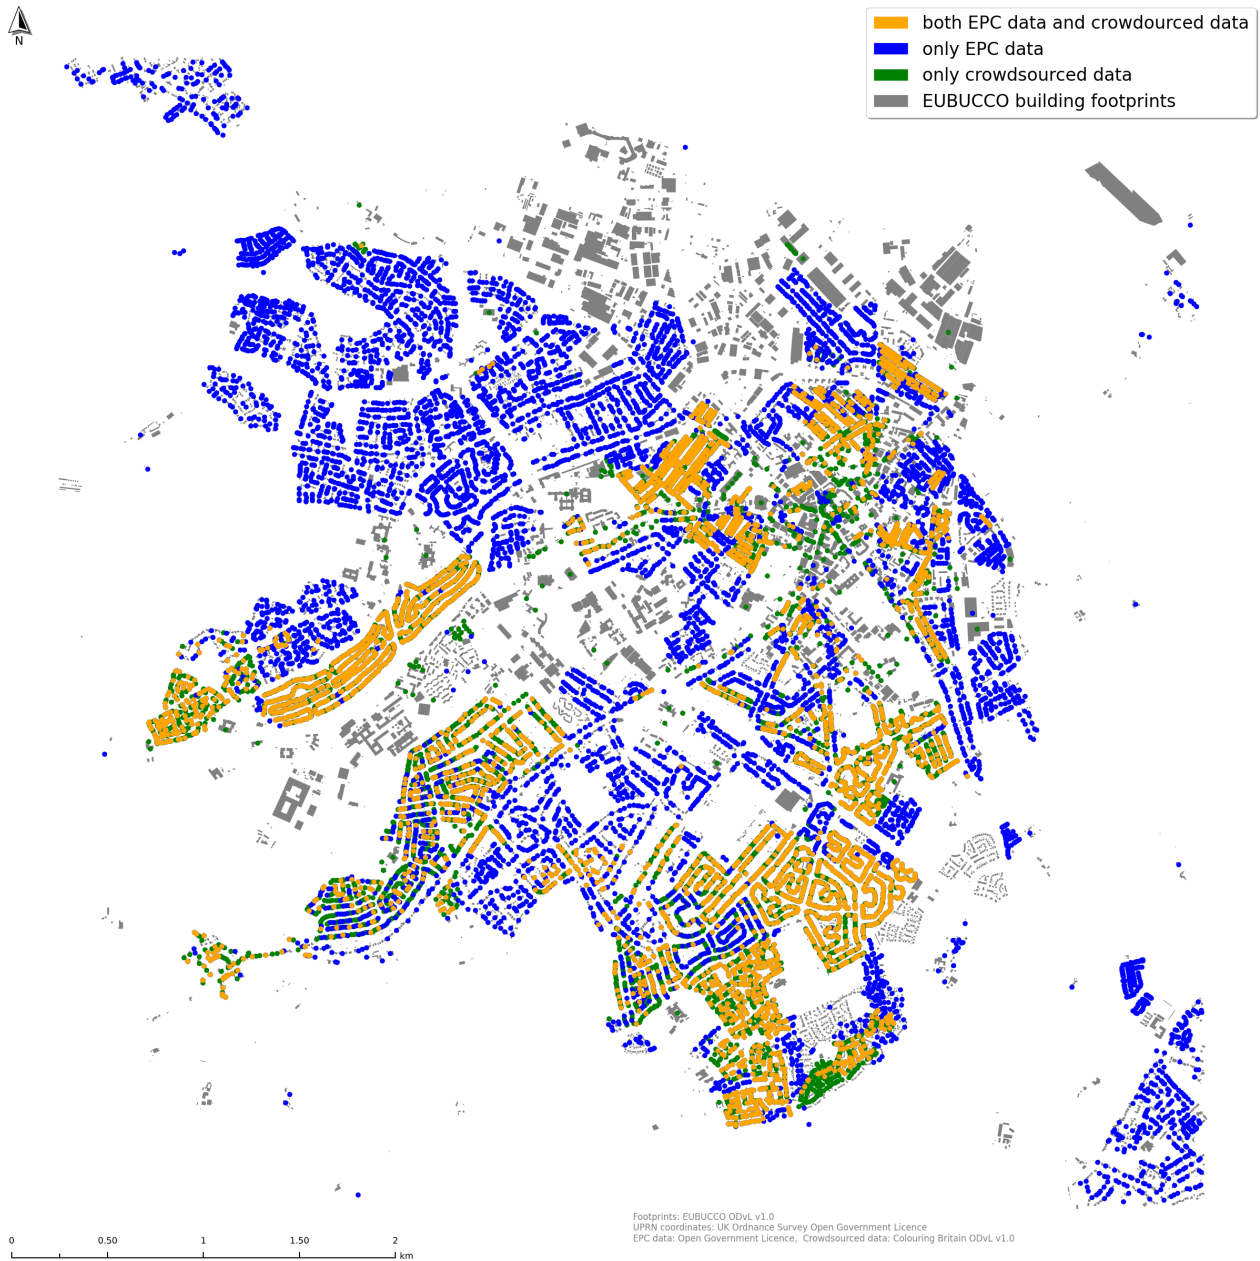 N
both EPC data and crowdourced data
only EPC data
only crowdsourced data
EUBUCCO building footprints
Footprints: EUBUCCO ODvL v1.0
UPRN coordinates: UK Ordnance Survey Open Government Licence
EPC data: Open Government Licence, Crowdsourced data: Colouring Britain ODvL v1.0
0 0.50 1 1.50 2
km